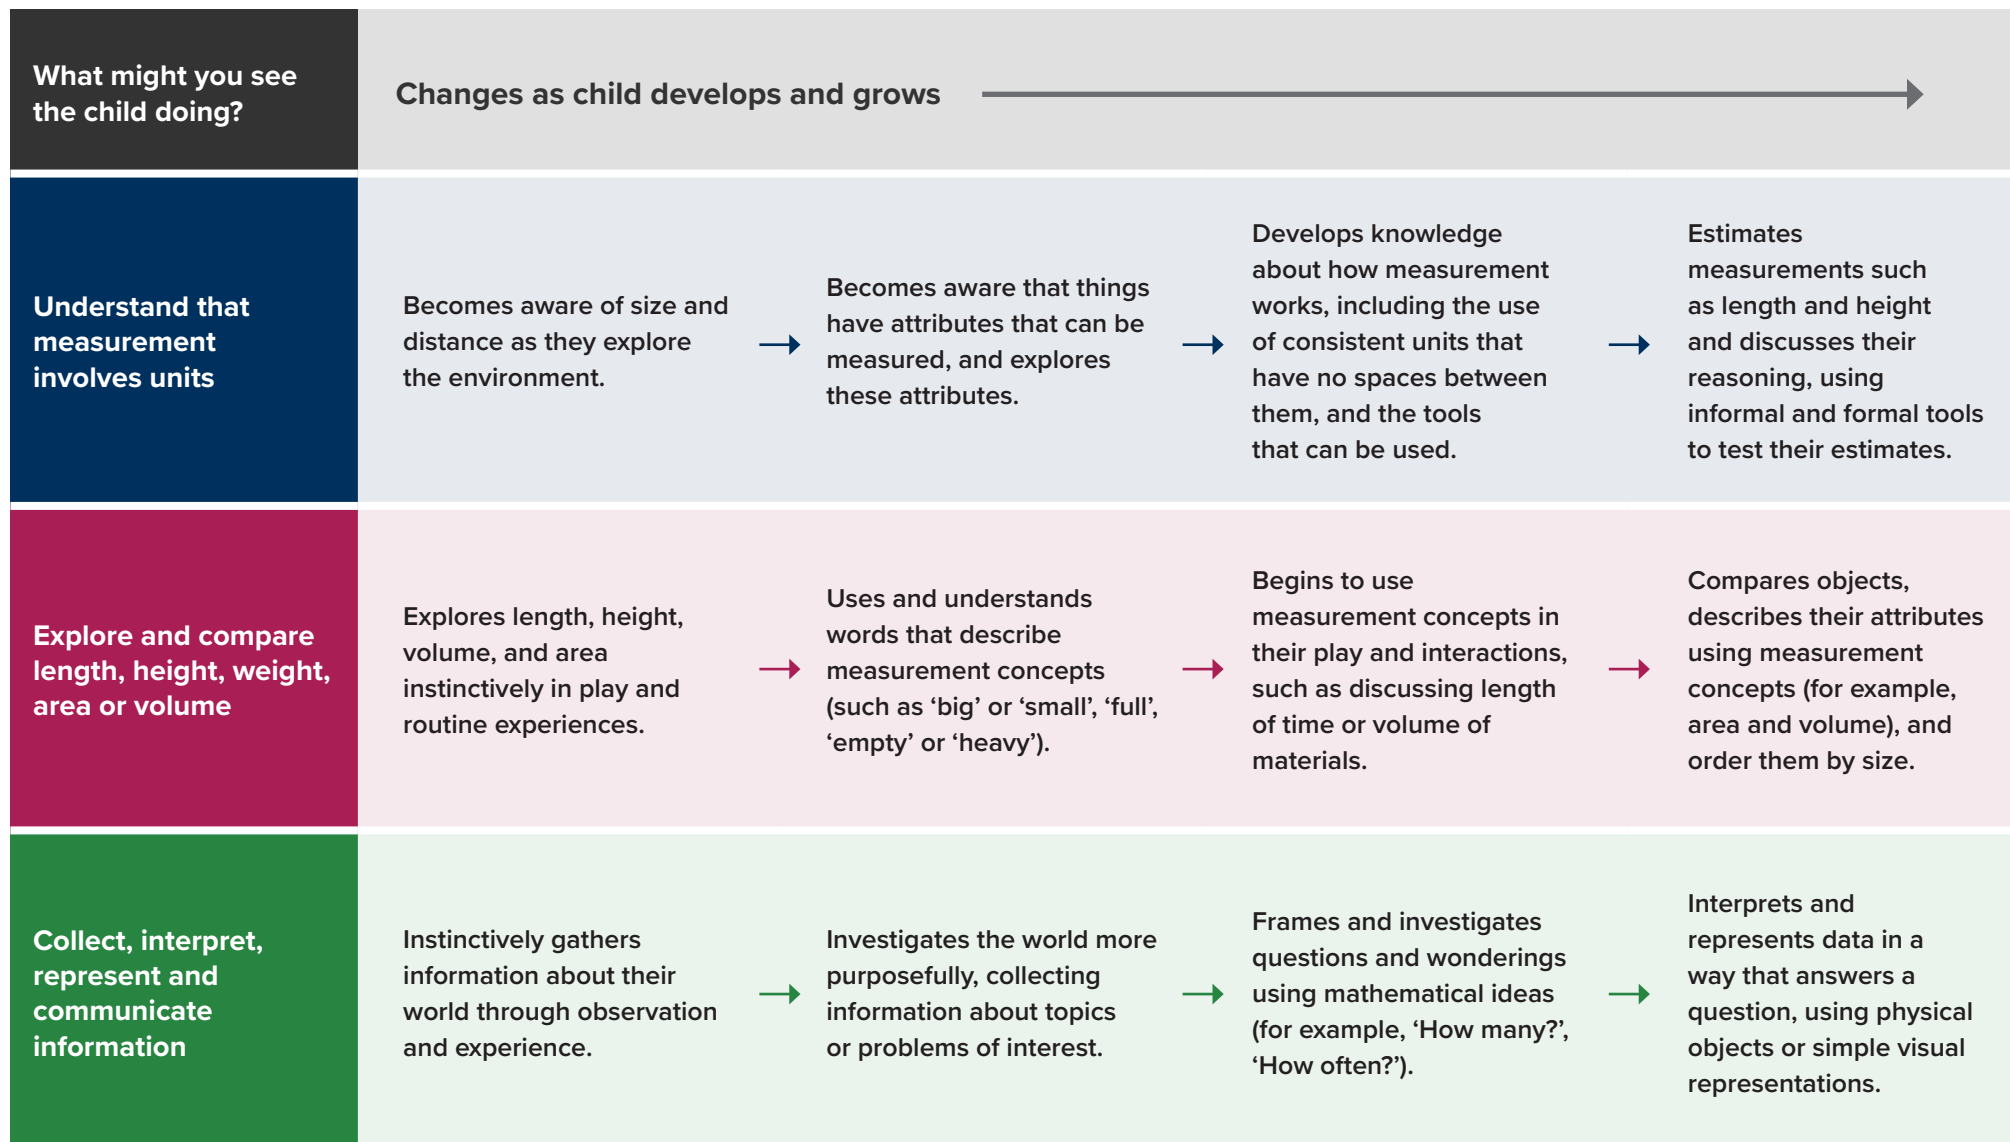 What might you see
the child doing?
Changes as child develops and grows
Understand that
measurement
involves units
Becomes aware of size and
distance as they explore
the environment.
Becomes aware that things
have attributes that can be
measured, and explores
these attributes.
Develops knowledge
about how measurement
works, including the use
of consistent units that
have no spaces between
them, and the tools
that can be used.
Estimates
measurements such
as length and height
and discusses their
reasoning, using
informal and formal tools
to test their estimates.
Explore and compare
length, height, weight,
area or volume
Explores length, height,
volume, and area
instinctively in play and
routine experiences.
Uses and understands
words that describe
measurement concepts
(such as ‘big’ or ‘small’, ‘full’,
‘empty’ or ‘heavy’).
Begins to use
measurement concepts in
their play and interactions,
such as discussing length
of time or volume of
materials.
Compares objects,
describes their attributes
using measurement
concepts (for example,
area and volume), and
order them by size.
Collect, interpret,
represent and
communicate
information
Instinctively gathers
information about their
world through observation
and experience.
Investigates the world more
purposefully, collecting
information about topics
or problems of interest.
Frames and investigates
questions and wonderings
using mathematical ideas
(for example, ‘How many?’,
‘How often?’).
Interprets and
represents data in a
way that answers a
question, using physical
objects or simple visual
representations.